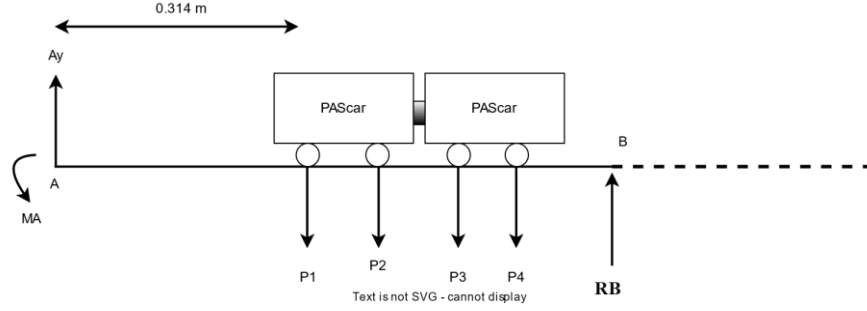 0.314 m
Ay
PAScar
PAScar
B
A
MA
P1
P2
P3
P4
RB
Text is not SVG - cannot display